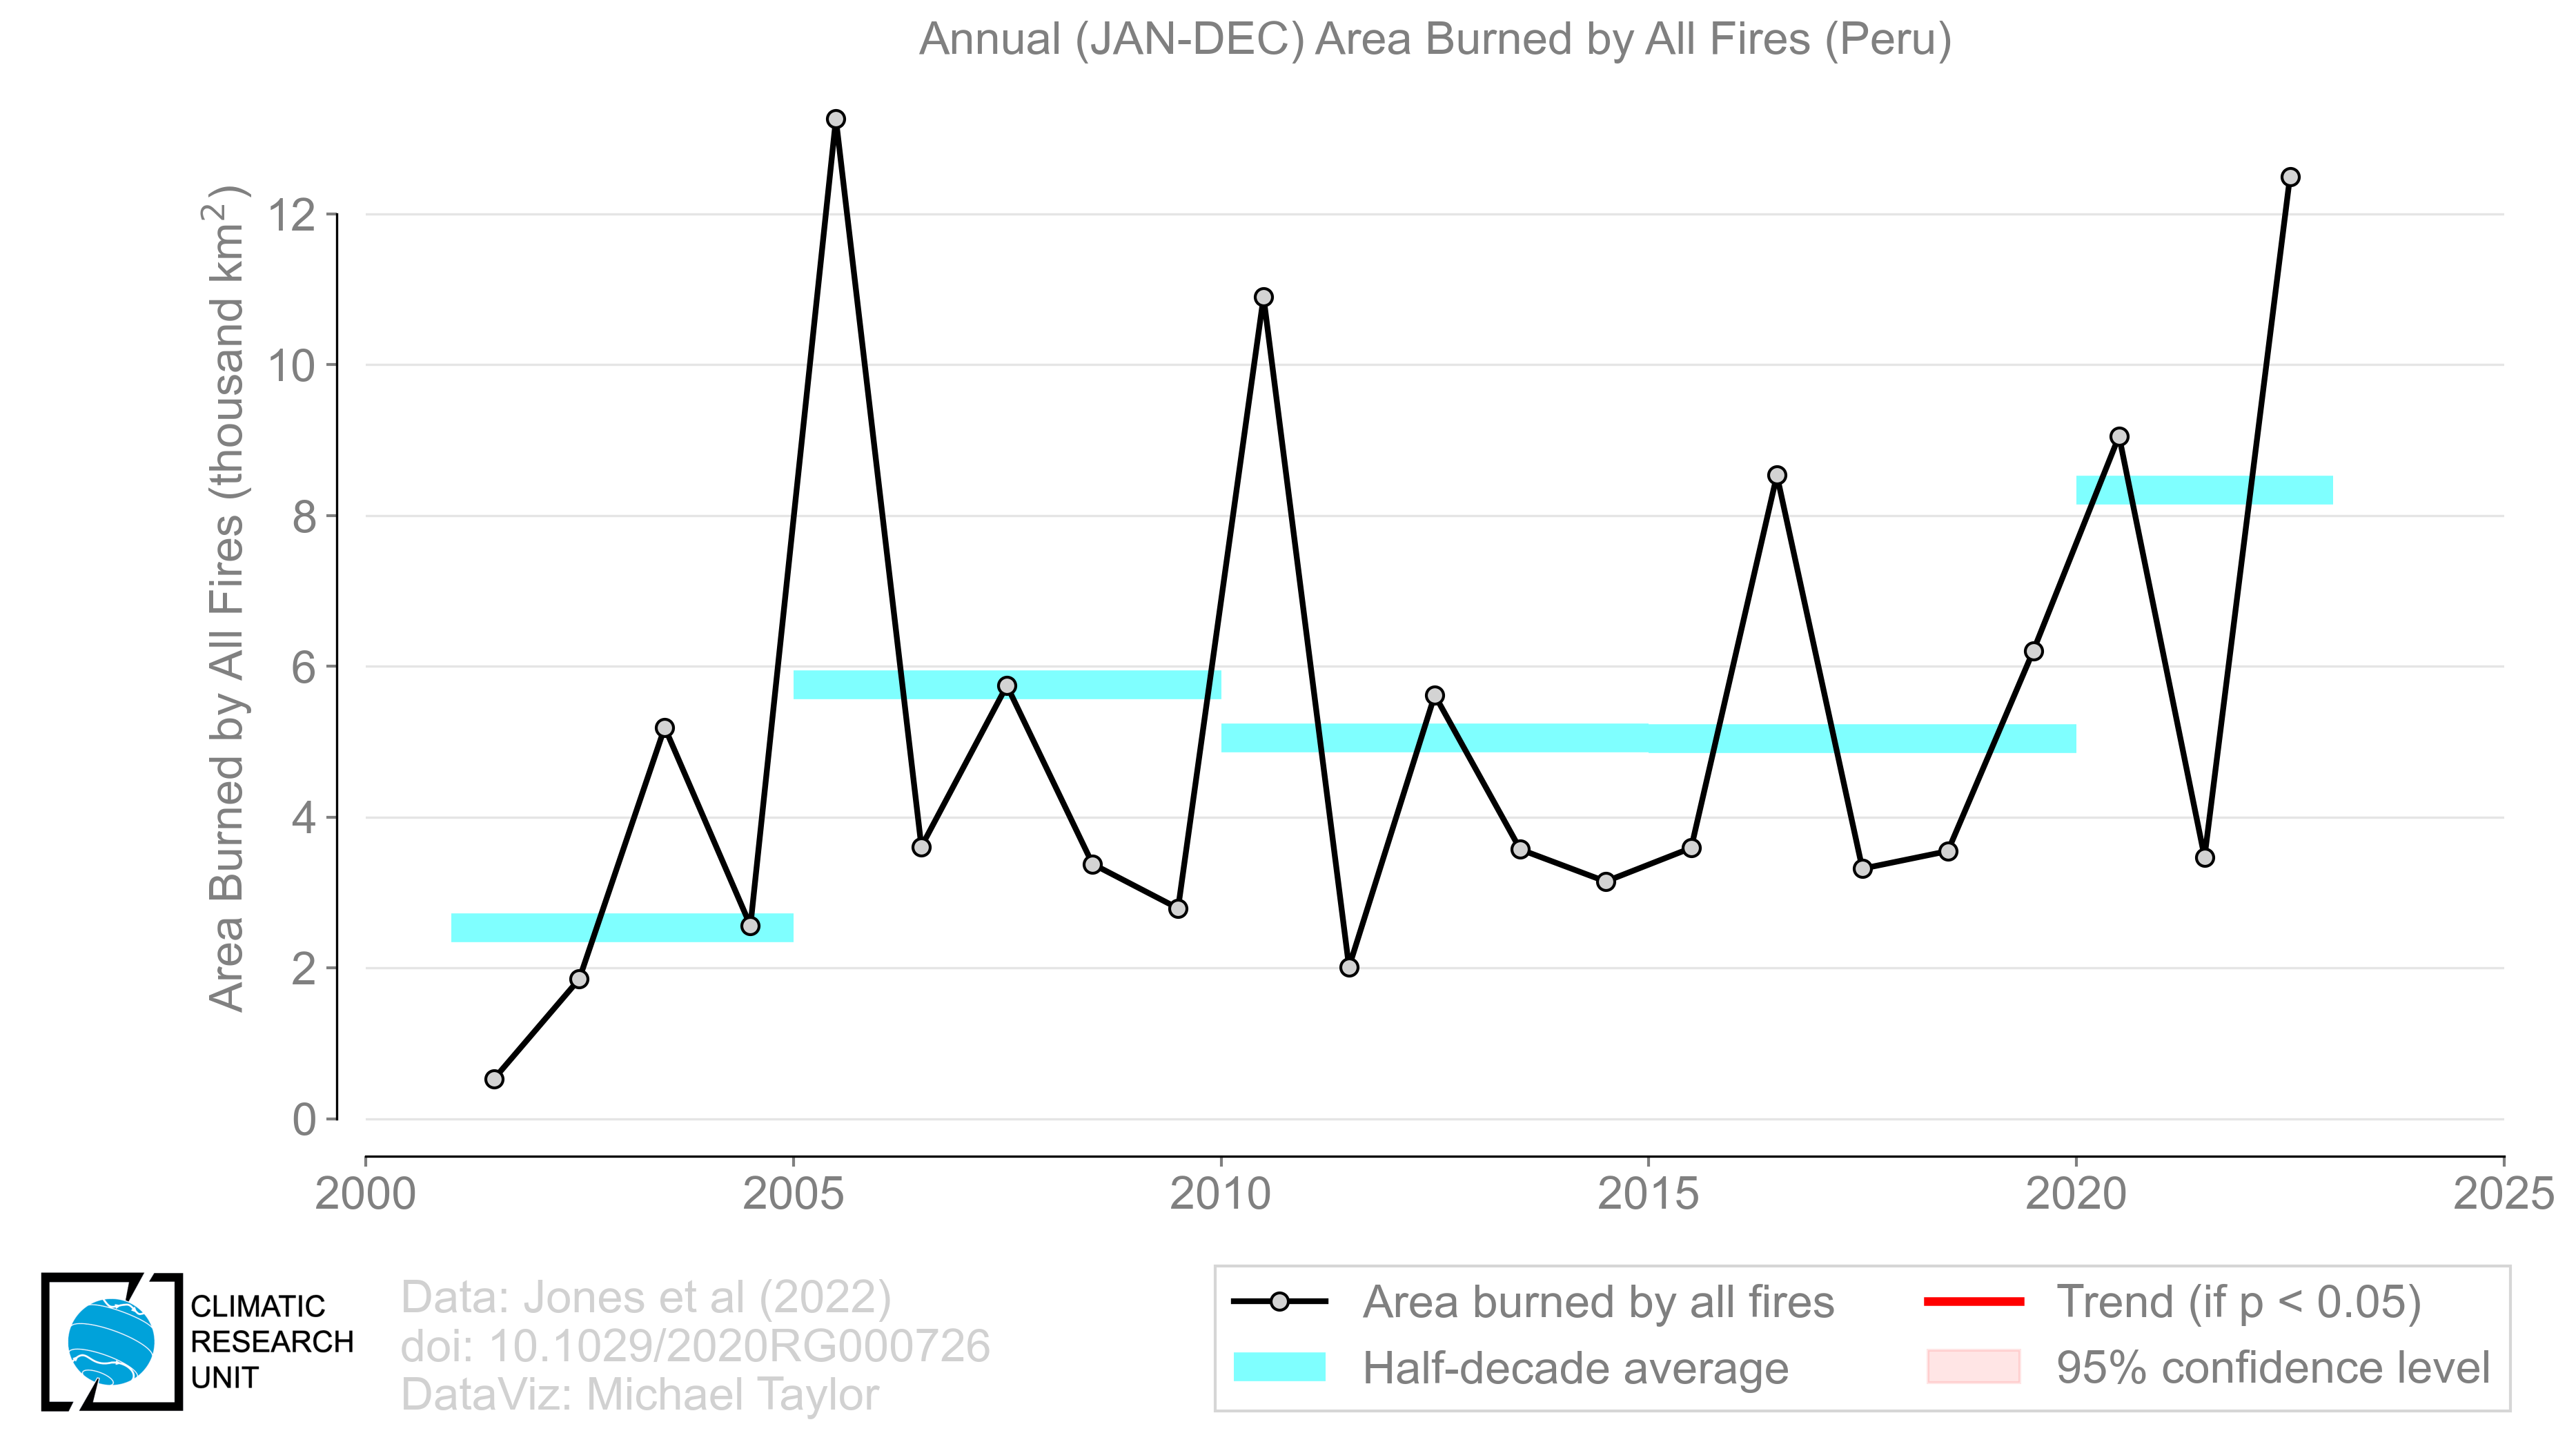 Annual (JAN-DEC) Area Burned by All Fires (Peru)
Area Burned by All Fires (thousand km²)
12
10
8
6
4
2
0
2000 2005 2010 2015 2020 2025
CLIMATIC
RESEARCH
UNIT
Data: Jones et al (2022)
doi: 10.1029/2020RG000726
DataViz: Michael Taylor
Area burned by all fires
Half-decade average
Trend (if p < 0.05)
95% confidence level